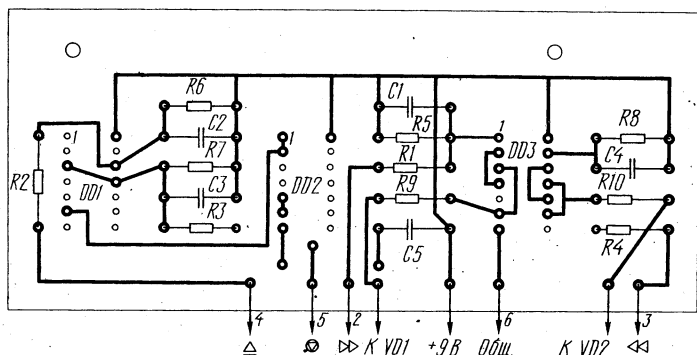 R6
C1
1
C2
1
R5
1
R8
R7
R1
DD3
C4
R2
DD1
C3
DD2
R9
R10
R3
C5
R4
4
5
2
6
3
К VD1
+9 В
Общ.
К VD2